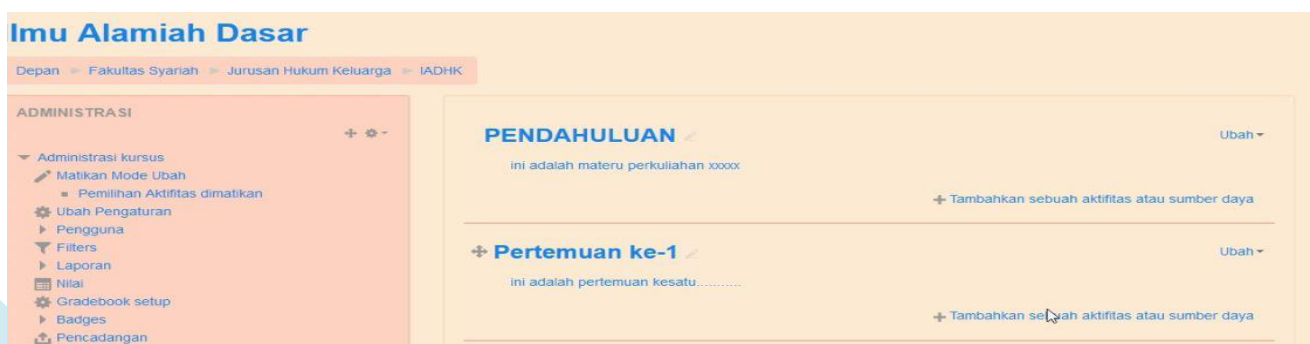 Ilmu Alamiah Dasar
Depan Fakultas Syariah Jurusan Hukum Keluarga IADHK
ADMINISTRASI
Administrasi kursus
Matikan Mode Ubah
Pemilihan Aktifitas dimatikan
Ubah Pengaturan
Pengguna
Filters
Laporan
Nilai
Gradebook setup
Badges
Pencadangan
PENDAHULUAN
Ubah
ini adalah materu perkuliahan xxxxx
Tambahkan sebuah aktifitas atau sumber daya
Pertemuan ke-1
Ubah
ini adalah pertemuan kesatu...........
Tambahkan sebuah aktifitas atau sumber daya